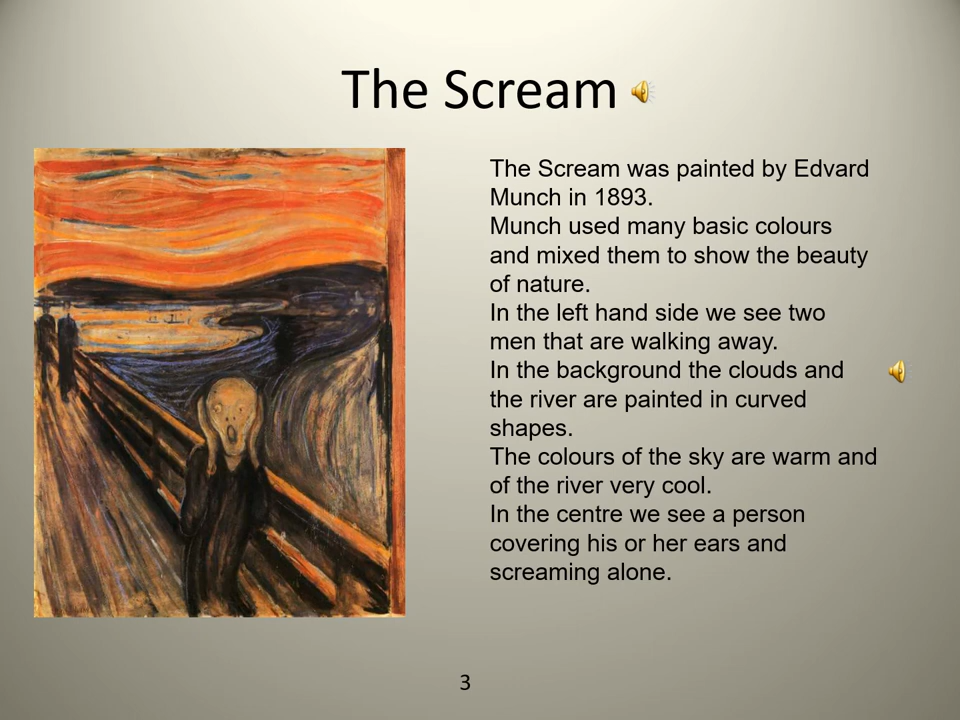 The Scream
The Scream was painted by Edvard
Munch in 1893.
Munch used many basic colours
and mixed them to show the beauty
of nature.
In the left hand side we see two
men that are walking away.
In the background the clouds and
the river are painted in curved
shapes.
The colours of the sky are warm and
of the river very cool.
In the centre we see a person
covering his or her ears and
screaming alone.
3